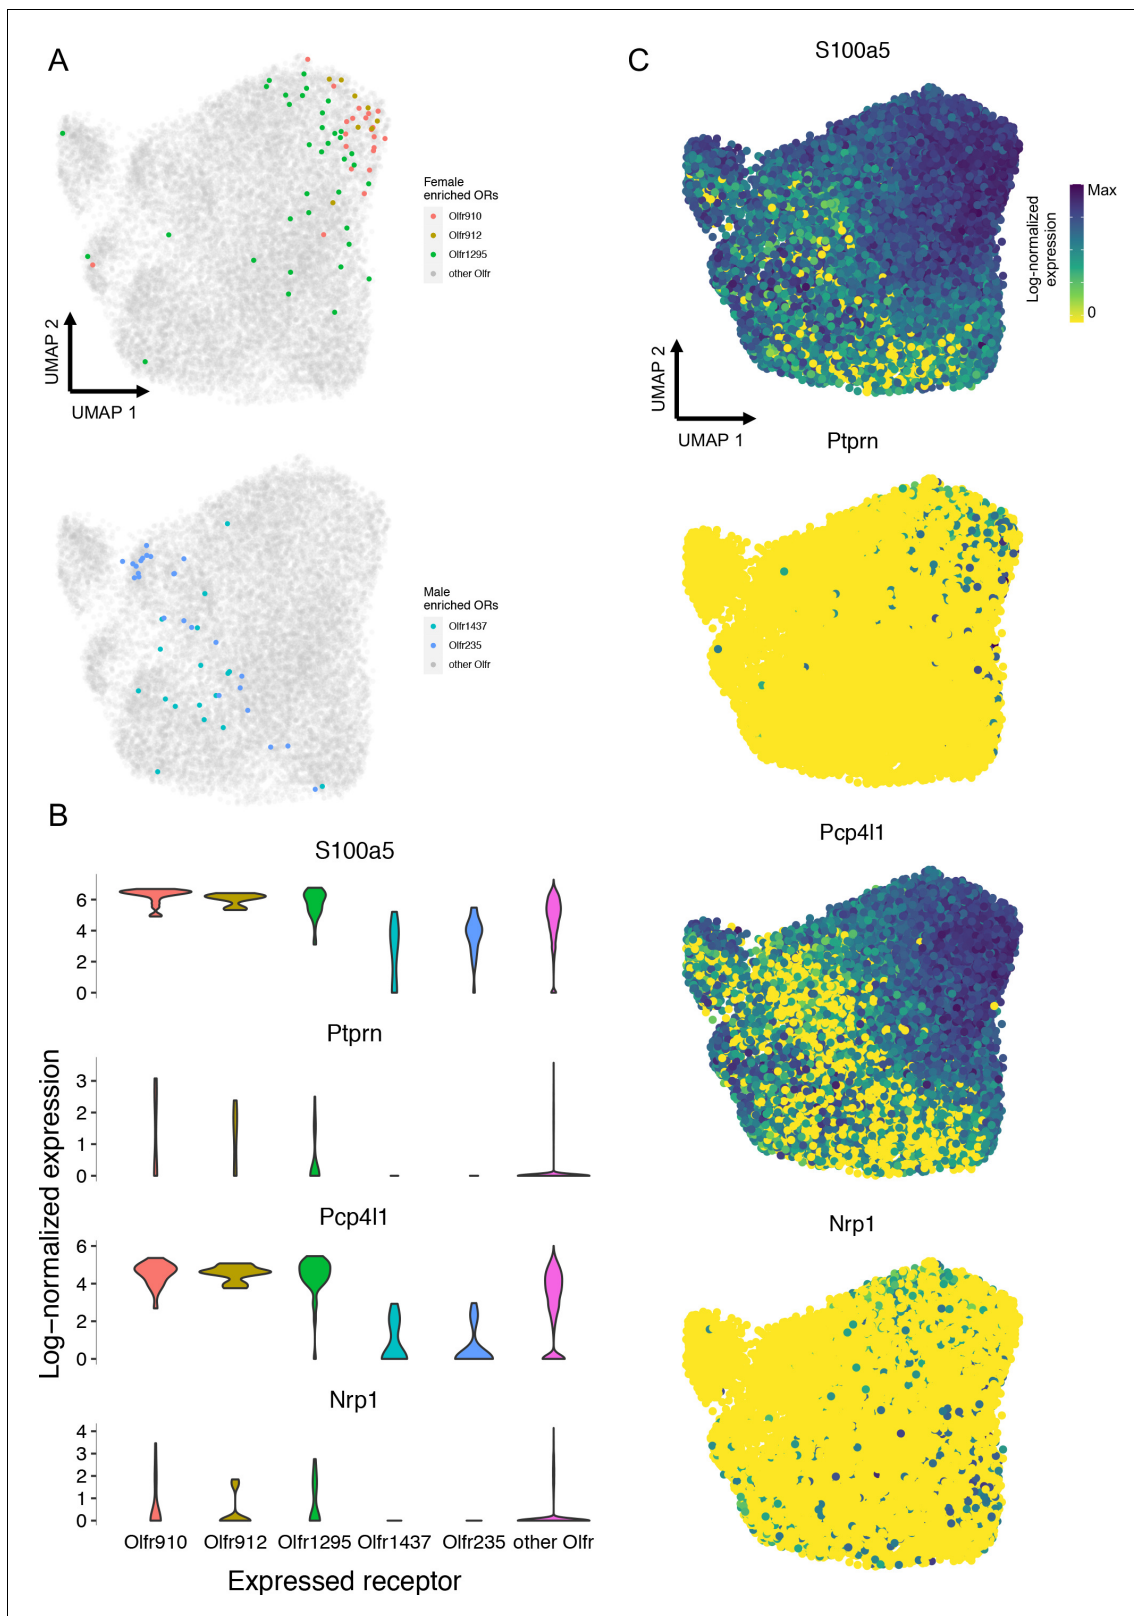 A
Female
enriched ORs
Olfr910
Olfr912
Olfr1295
other Olfr
UMAP 2
UMAP 1
Male
enriched ORs
Olfr1437
Olfr235
other Olfr
B
S100a5
6
4
2
0
Ptprn
3
2
1
0
Pcp4l1
6
4
2
0
Nrp1
4
3
2
1
0
Log−normalized expression
Olfr910 Olfr912 Olfr1295 Olfr1437 Olfr235 other Olfr
Expressed receptor
C
S100a5
Log-normalized
expression
Max
0
UMAP 2
UMAP 1
Ptprn
Pcp4l1
Nrp1